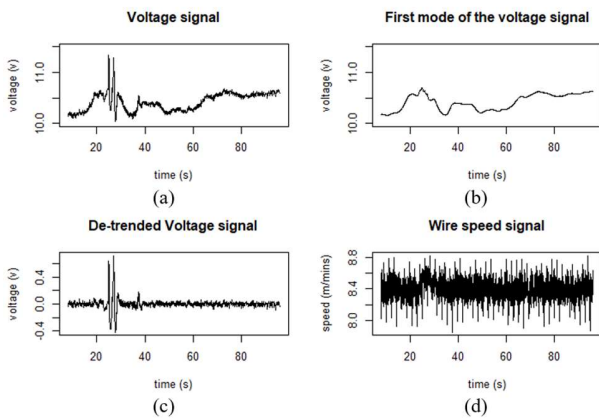 Voltage signal
voltage (v)
10.0 11.0
20 40 60 80
time (s)
(a)
First mode of the voltage signal
voltage (v)
10.0 11.0
20 40 60 80
time (s)
(b)
De-trended Voltage signal
voltage (v)
-0.4 0.0 0.4
20 40 60 80
time (s)
(c)
Wire speed signal
speed (m/mins)
8.0 8.4 8.8
20 40 60 80
time (s)
(d)